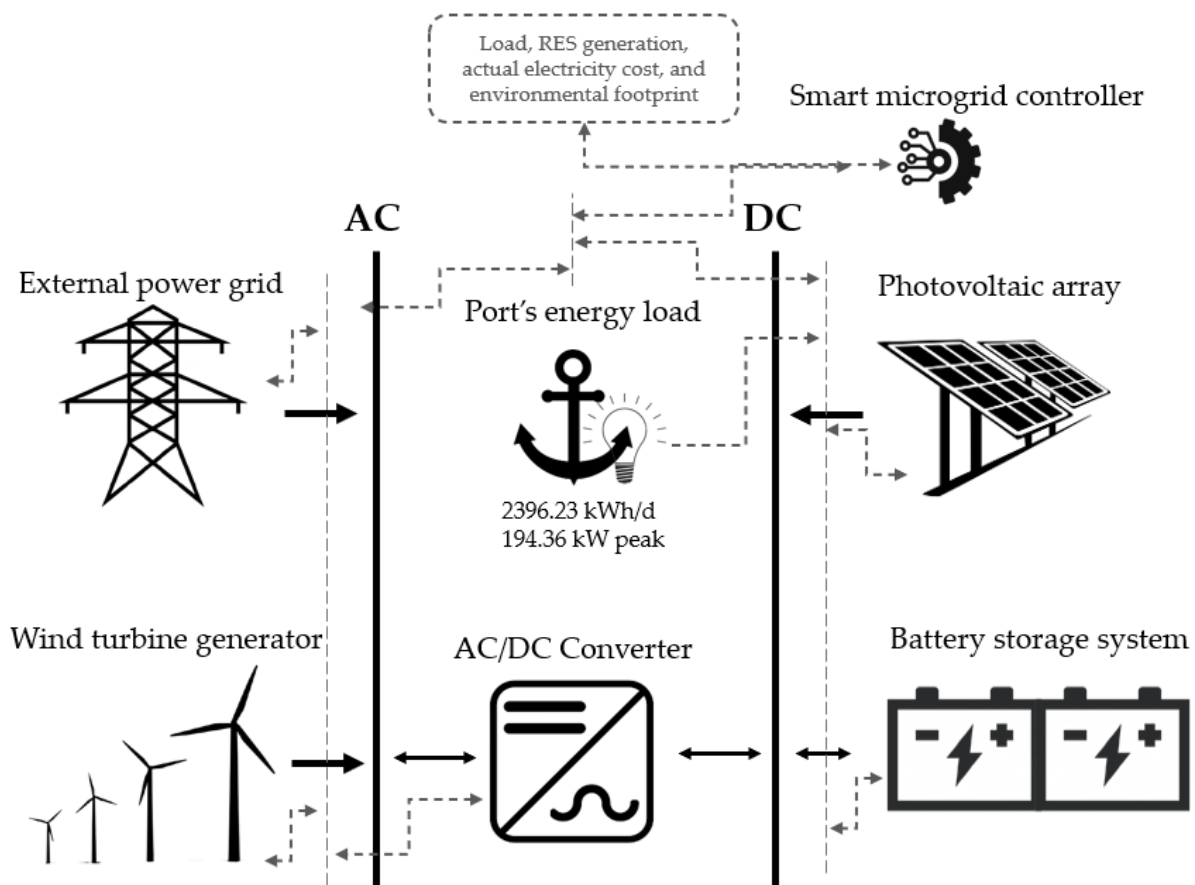 Load, RES generation,
actual electricity cost, and
environmental footprint
Smart microgrid controller
AC
DC
External power grid
Port's energy load
Photovoltaic array
2396.23 kWh/d
194.36 kW peak
Wind turbine generator
AC/DC Converter
Battery storage system